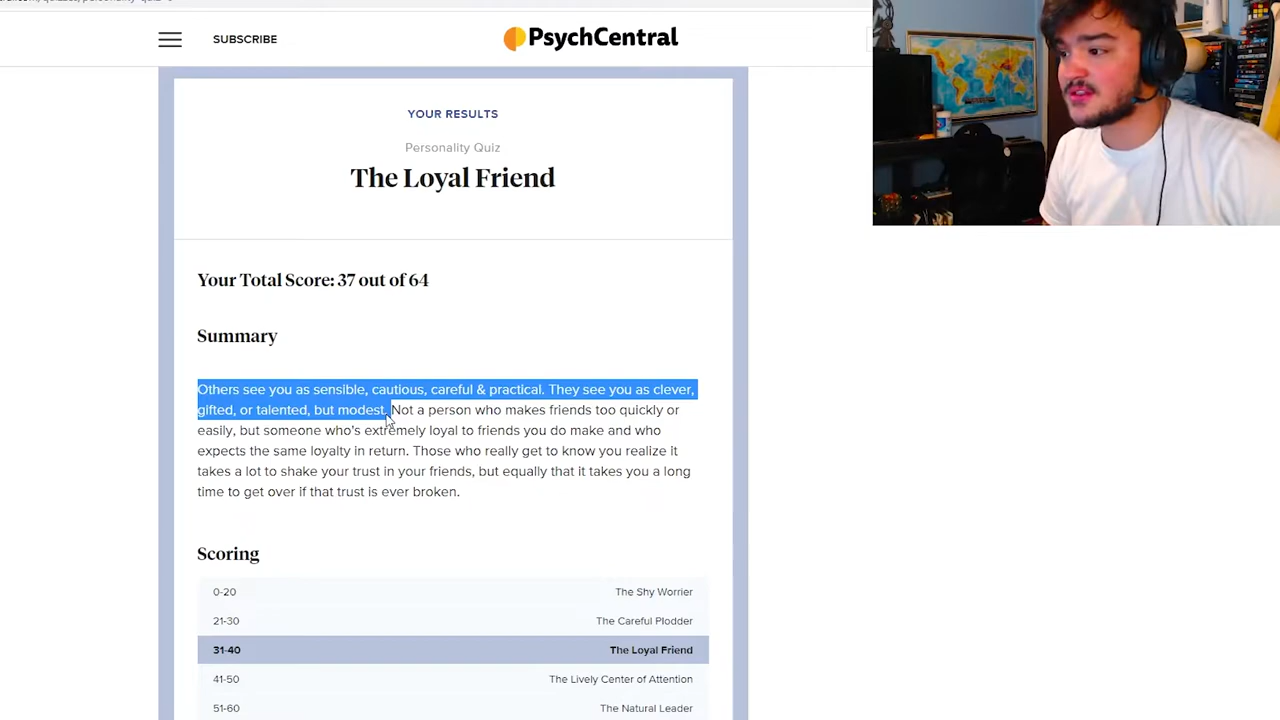 SUBSCRIBE
PsychCentral
YOUR RESULTS
Personality Quiz
The Loyal Friend
Your Total Score: 37 out of 64
Summary
Others see you as sensible, cautious, careful & practical. They see you as clever,
gifted, or talented, but modest. Not a person who makes friends too quickly or
easily, but someone who's extremely loyal to friends you do make and who
expects the same loyalty in return. Those who really get to know you realize it
takes a lot to shake your trust in your friends, but equally that it takes you a long
time to get over if that trust is ever broken.
Scoring
0-20 The Shy Worrier
21-30 The Careful Plodder
31-40 The Loyal Friend
41-50 The Lively Center of Attention
51-60 The Natural Leader